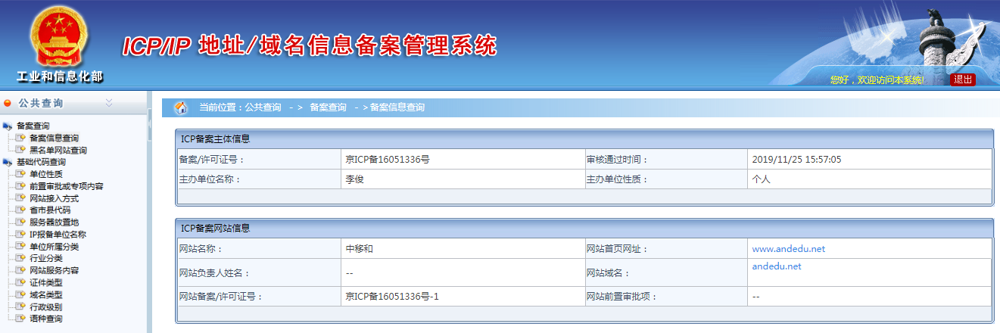 ICP/IP 地址/域名信息备案管理系统
工业和信息化部
您好，欢迎访问本系统! 退出
公共查询
当前位置：公共查询 -> 备案查询 ->备案信息查询
备案查询
备案信息查询
黑名单网站查询
基础代码查询
单位性质
前置审批或专项内容
网站接入方式
省市县代码
服务器放置地
IP报备单位名称
单位所属分类
行业分类
网站服务内容
证件类型
域名类型
行政级别
语种查询
ICP备案主体信息
备案/许可证号： 京ICP备16051336号 审核通过时间： 2019/11/25 15:57:05
主办单位名称： 李俊 主办单位性质： 个人
ICP备案网站信息
网站名称： 中移和 网站首页网址： www.andedu.net
网站负责人姓名： -- 网站域名： andedu.net
网站备案/许可证号： 京ICP备16051336号-1 网站前置审批项： --